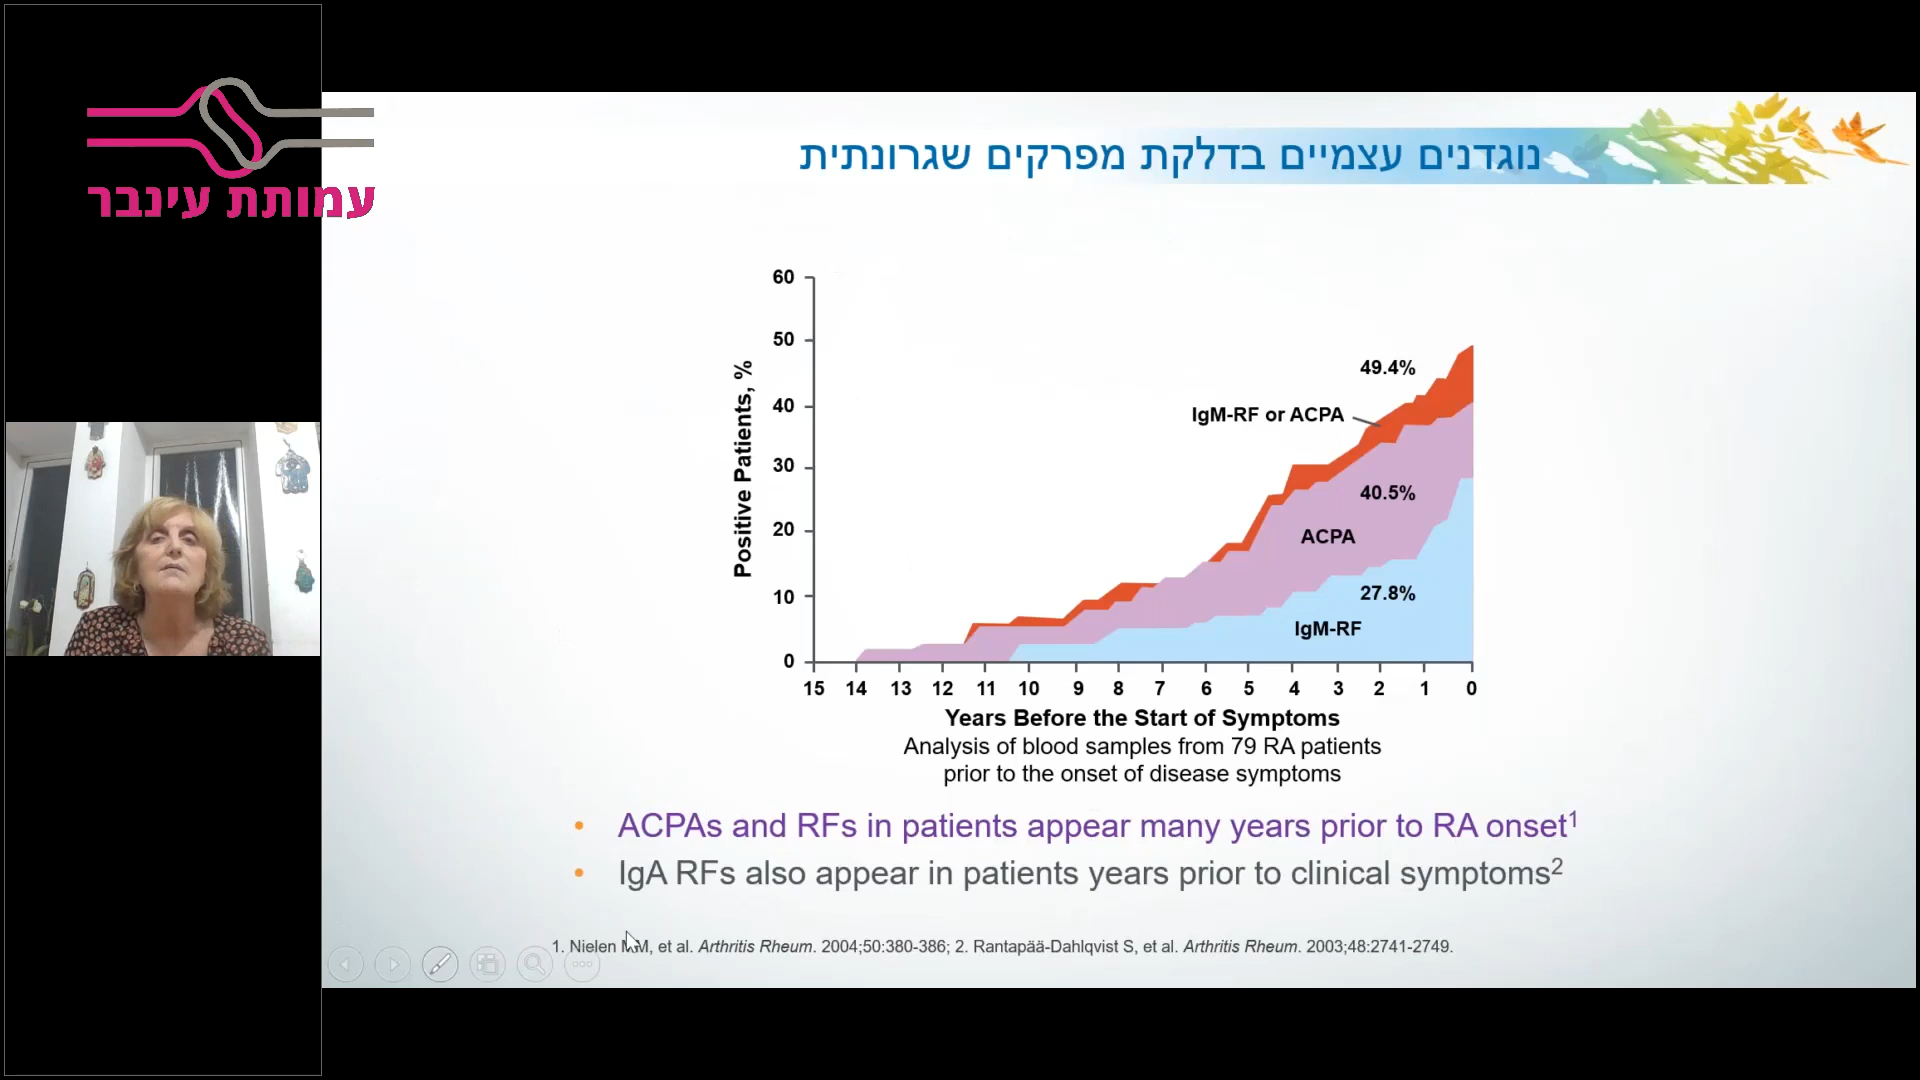 עמותת עינבר
נוגדנים עצמיים בדלקת מפרקים שגרונתית
60
50
40
30
20
10
0
Positive Patients, %
49.4%
IgM-RF or ACPA
40.5%
ACPA
27.8%
IgM-RF
15 14 13 12 11 10 9 8 7 6 5 4 3 2 1 0
Years Before the Start of Symptoms
Analysis of blood samples from 79 RA patients
prior to the onset of disease symptoms
• ACPAs and RFs in patients appear many years prior to RA onset1
• IgA RFs also appear in patients years prior to clinical symptoms2
1. Nielen MM, et al. Arthritis Rheum. 2004;50:380-386; 2. Rantapää-Dahlqvist S, et al. Arthritis Rheum. 2003;48:2741-2749.